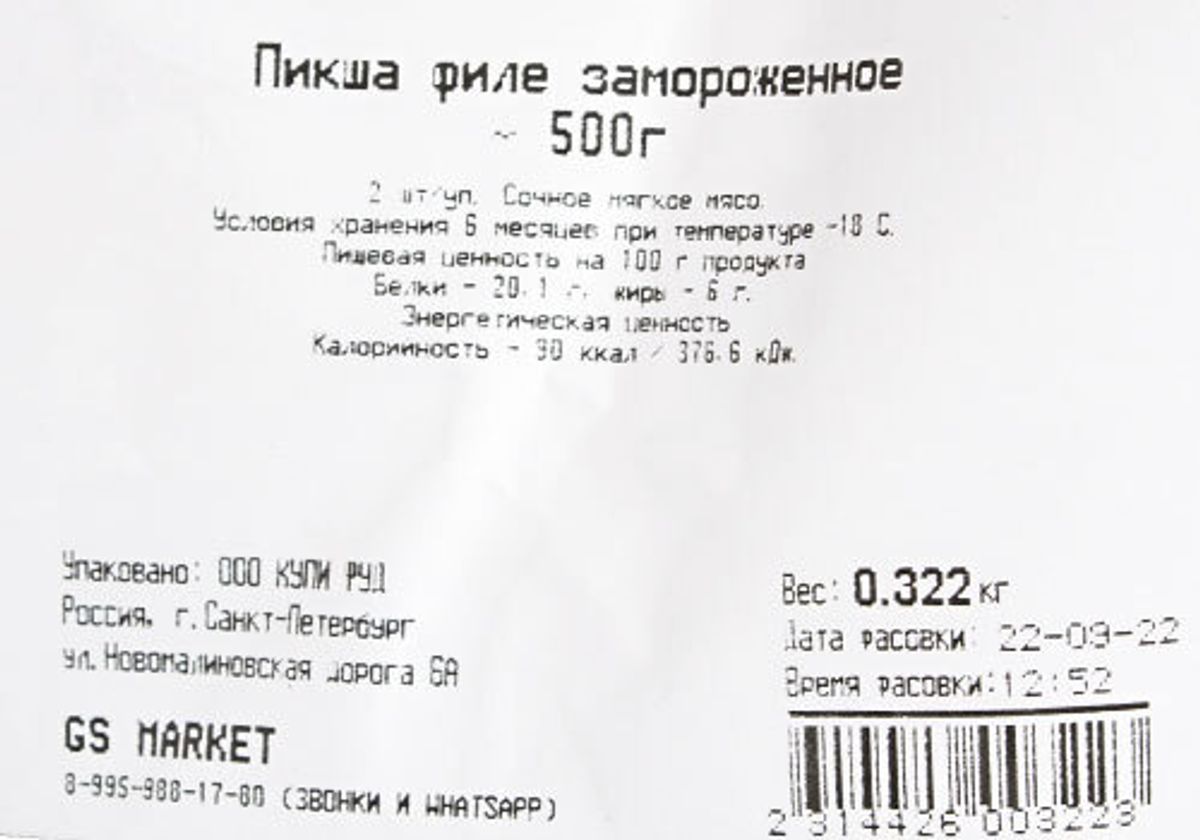 Пикша филе замороженное
~ 500г
2 шт/уп. Сочное мягкое мясо.
Условия хранения 6 месяцев при температуре -18 С.
Пищевая ценность на 100 г продукта
Белки - 20.1 г. жиры - 6 г.
Энергетическая ценность
Калорийность - 90 ккал / 376.6 кДж.
Упаковано: ООО КУПИ РУД
Россия, г.Санкт-Петербург
ул.Новомалиновская дорога 6А
GS MARKET
8-995-988-17-80 (ЗВОНКИ И WHATSAPP)
Вес: 0.322 кг
Дата расовки: 22-09-22
Время расовки:12:52
2 314426 003223